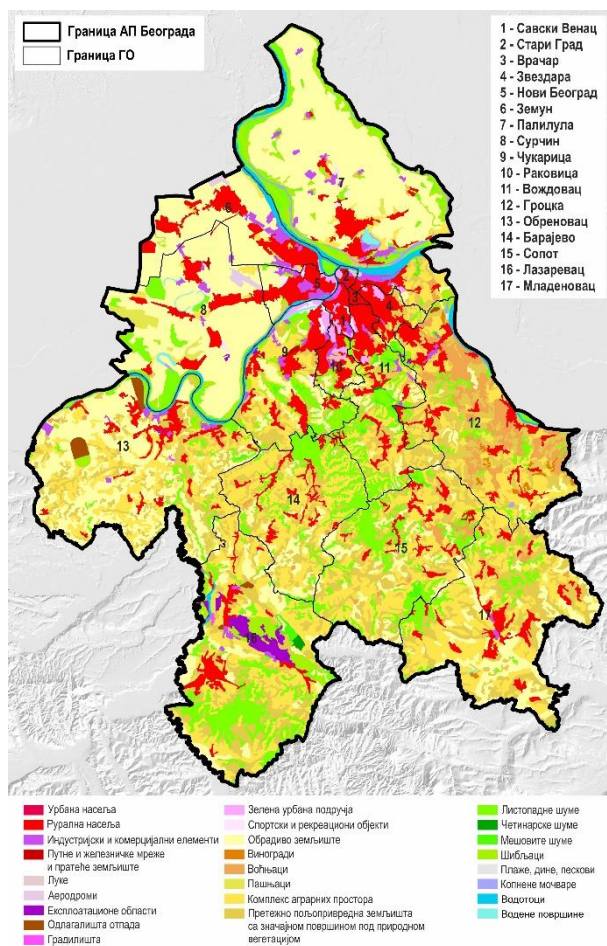 Граница АП Београда
Граница ГО
1 - Савски Венац
2 - Стари Град
3 - Врачар
4 - Звездара
5 - Нови Београд
6 - Земун
7 - Палилула
8 - Сурчин
9 - Чукарица
10 - Раковица
11 - Вождовац
12 - Гроцка
13 - Обреновац
14 - Барајево
15 - Сопот
16 - Лазаревац
17 - Младеновац
7
6
2
5
3
4
8
1
9
10
11
12
13
14
15
16
17
Урбана насеља
Рурална насеља
Индустријски и комерцијални елементи
Путне и железничке мреже
и пратеће земљиште
Луке
Аеродроми
Експлоатационе области
Одлагалишта отпада
Градилишта
Зелена урбана подручја
Спортски и рекреациони објекти
Обрадиво земљиште
Виногради
Воћњаци
Пашњаци
Комплекс аграрних простора
Претежно пољопривредна земљишта
са значајном површином под природном
вегетацијом
Листопадне шуме
Четинарске шуме
Мешовите шуме
Шибљаци
Плаже, дине, пескови
Копнене мочваре
Водотоци
Водене површине